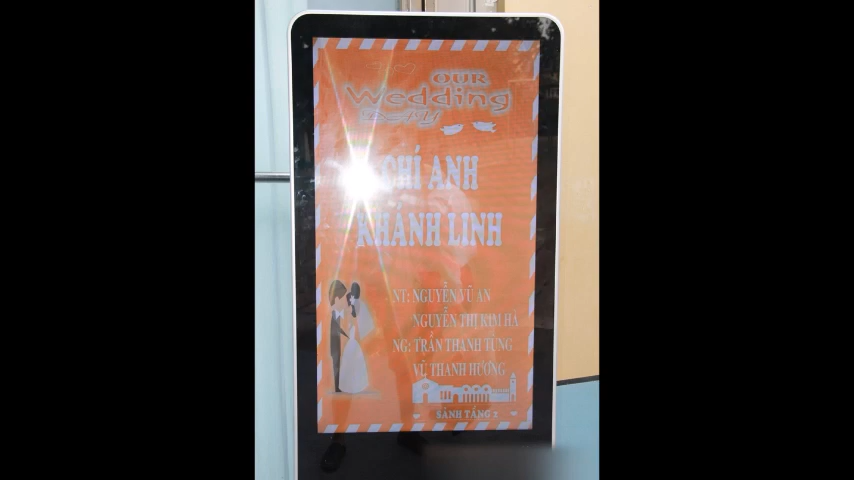 OUR
Wedding
DAY
CHÍ ANH
KHÁNH LINH
NT: NGUYỄN VŨ AN
NGUYỄN THỊ KIM HÀ
NG: TRẦN THANH TÙNG
VŨ THANH HƯƠNG
SẢNH TẦNG 2